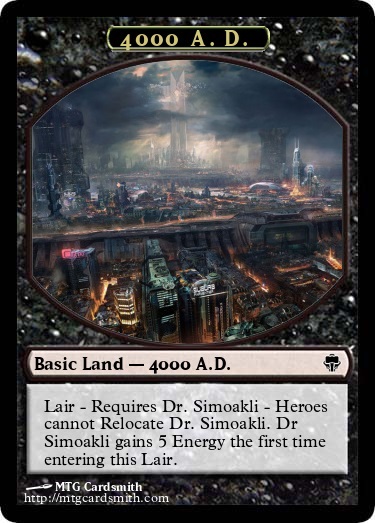 4000 A. D.
SUBURB
Basic Land — 4000 A.D.
Lair - Requires Dr. Simoakli - Heroes
cannot Relocate Dr. Simoakli. Dr
Simoakli gains 5 Energy the first time
entering this Lair.
MTG Cardsmith
http://mtgcardsmith.com